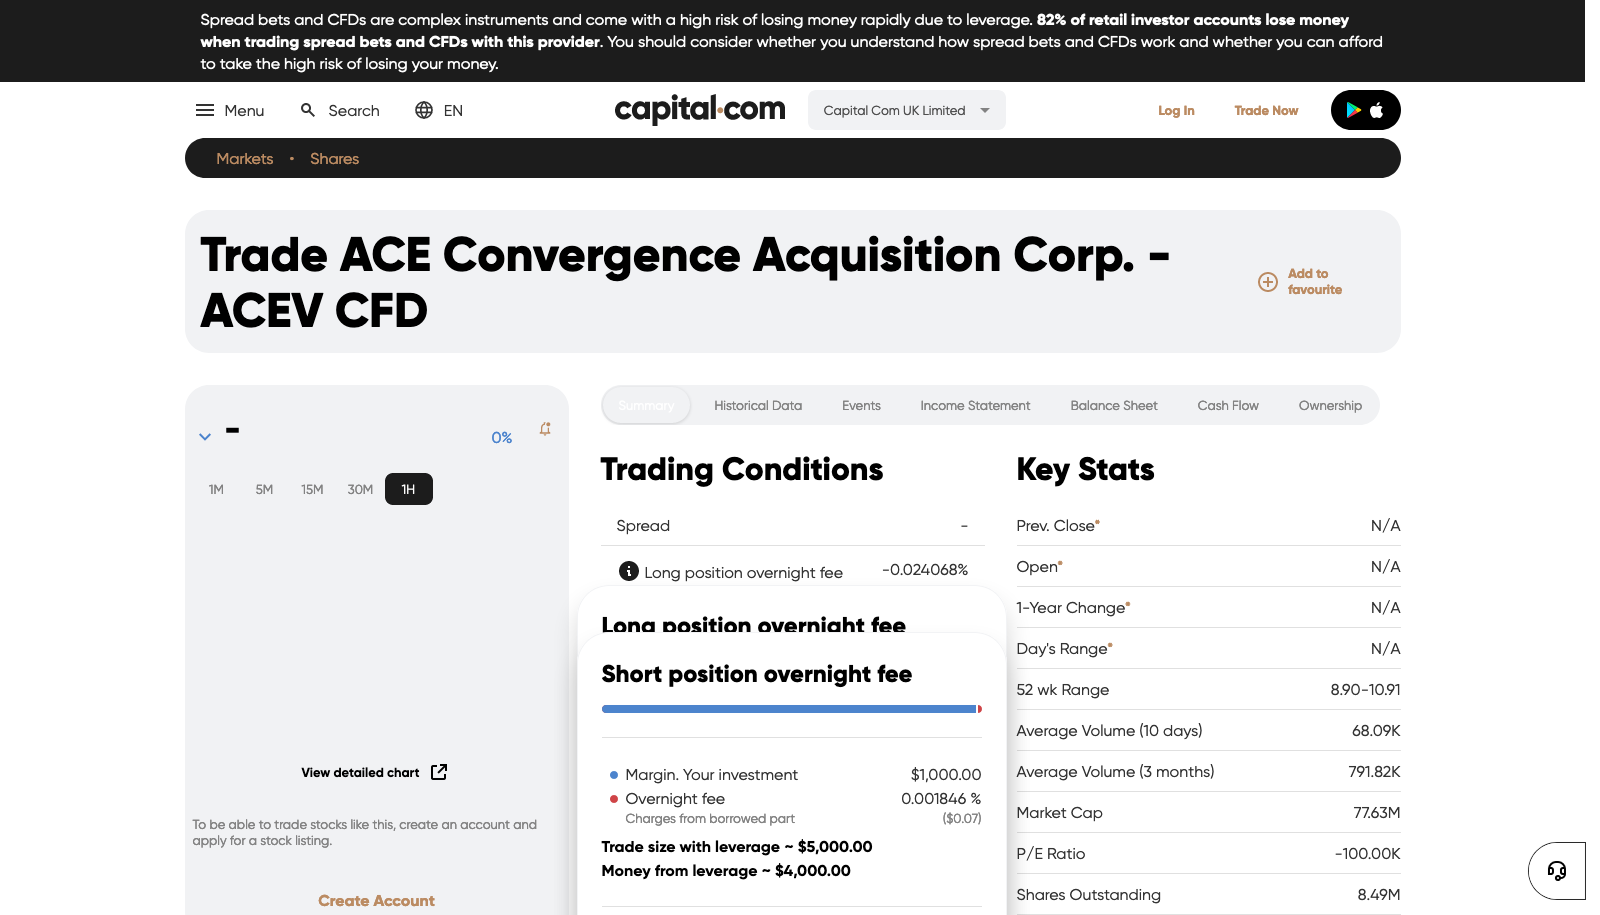 Spread bets and CFDs are complex instruments and come with a high risk of losing money rapidly due to leverage. 82% of retail investor accounts lose money
when trading spread bets and CFDs with this provider. You should consider whether you understand how spread bets and CFDs work and whether you can afford
to take the high risk of losing your money.
Menu
Search
EN
capital.com
Capital Com UK Limited
Log In
Trade Now
Markets
Shares
Trade ACE Convergence Acquisition Corp. -
ACEV CFD
Add to
favourite
-
0%
1M 5M 15M 30M 1H
View detailed chart
To be able to trade stocks like this, create an account and
apply for a stock listing.
Create Account
Summary Historical Data Events Income Statement Balance Sheet Cash Flow Ownership
Trading Conditions
Spread -
Long position overnight fee -0.024068%
Long position overnight fee
Short position overnight fee
Margin. Your investment $1,000.00
Overnight fee 0.001846 %
Charges from borrowed part ($0.07)
Trade size with leverage ~ $5,000.00
Money from leverage ~ $4,000.00
Key Stats
Prev. Close* N/A
Open* N/A
1-Year Change* N/A
Day's Range* N/A
52 wk Range 8.90-10.91
Average Volume (10 days) 68.09K
Average Volume (3 months) 791.82K
Market Cap 77.63M
P/E Ratio -100.00K
Shares Outstanding 8.49M